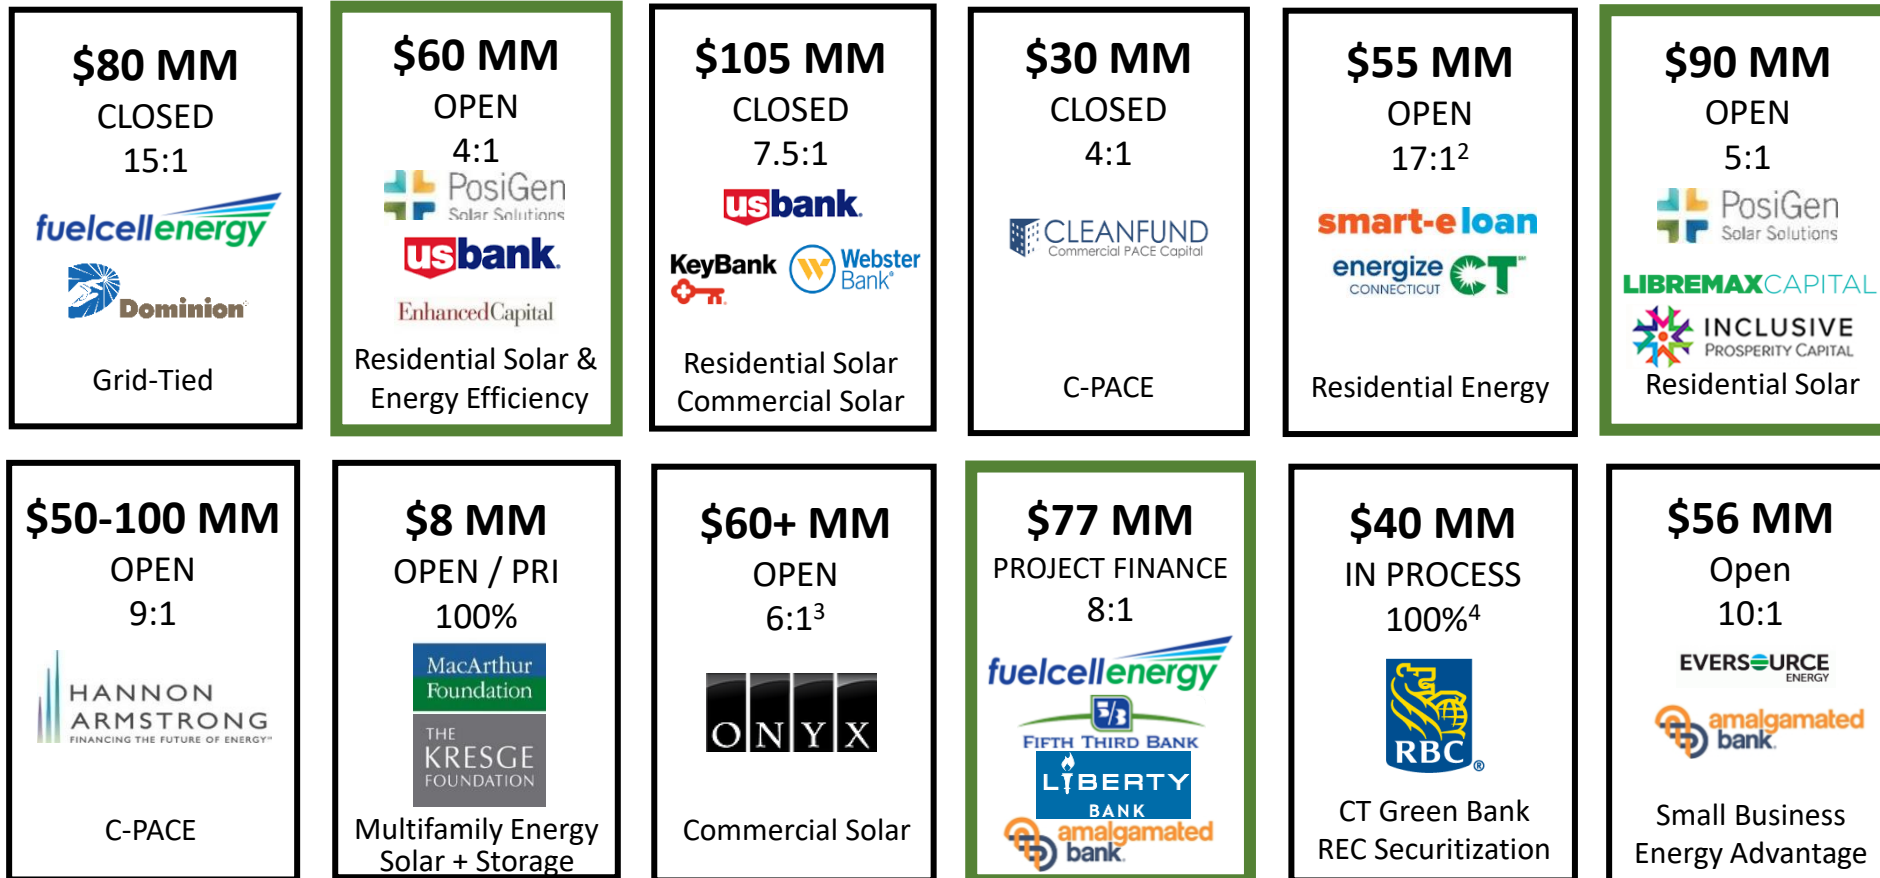 $80 MM
CLOSED
15:1
fuelcellenergy
Dominion
Grid-Tied
$60 MM
OPEN
4:1
PosiGen
Solar Solutions
usbank.
EnhancedCapital
Residential Solar &
Energy Efficiency
$105 MM
CLOSED
7.5:1
usbank.
KeyBank
Webster
Bank®
Residential Solar
Commercial Solar
$30 MM
CLOSED
4:1
CLEANFUND
Commercial PACE Capital
C-PACE
$55 MM
OPEN
17:1²
smart-e loan
energize
CONNECTICUT
CT℠
Residential Energy
$90 MM
OPEN
5:1
PosiGen
Solar Solutions
LIBREMAXCAPITAL
INCLUSIVE
PROSPERITY CAPITAL
Residential Solar
$50-100 MM
OPEN
9:1
HANNON
ARMSTRONG
FINANCING THE FUTURE OF ENERGY℠
C-PACE
$8 MM
OPEN / PRI
100%
MacArthur
Foundation
THE
KRESGE
FOUNDATION
Multifamily Energy
Solar + Storage
$60+ MM
OPEN
6:1³
ONYX
Commercial Solar
$77 MM
PROJECT FINANCE
8:1
fuelcellenergy
5/3
FIFTH THIRD BANK
LIBERTY
BANK
amalgamated
bank.
$40 MM
IN PROCESS
100%⁴
RBC®
CT Green Bank
REC Securitization
$56 MM
Open
10:1
EVERSOURCE
ENERGY
amalgamated
bank.
Small Business
Energy Advantage